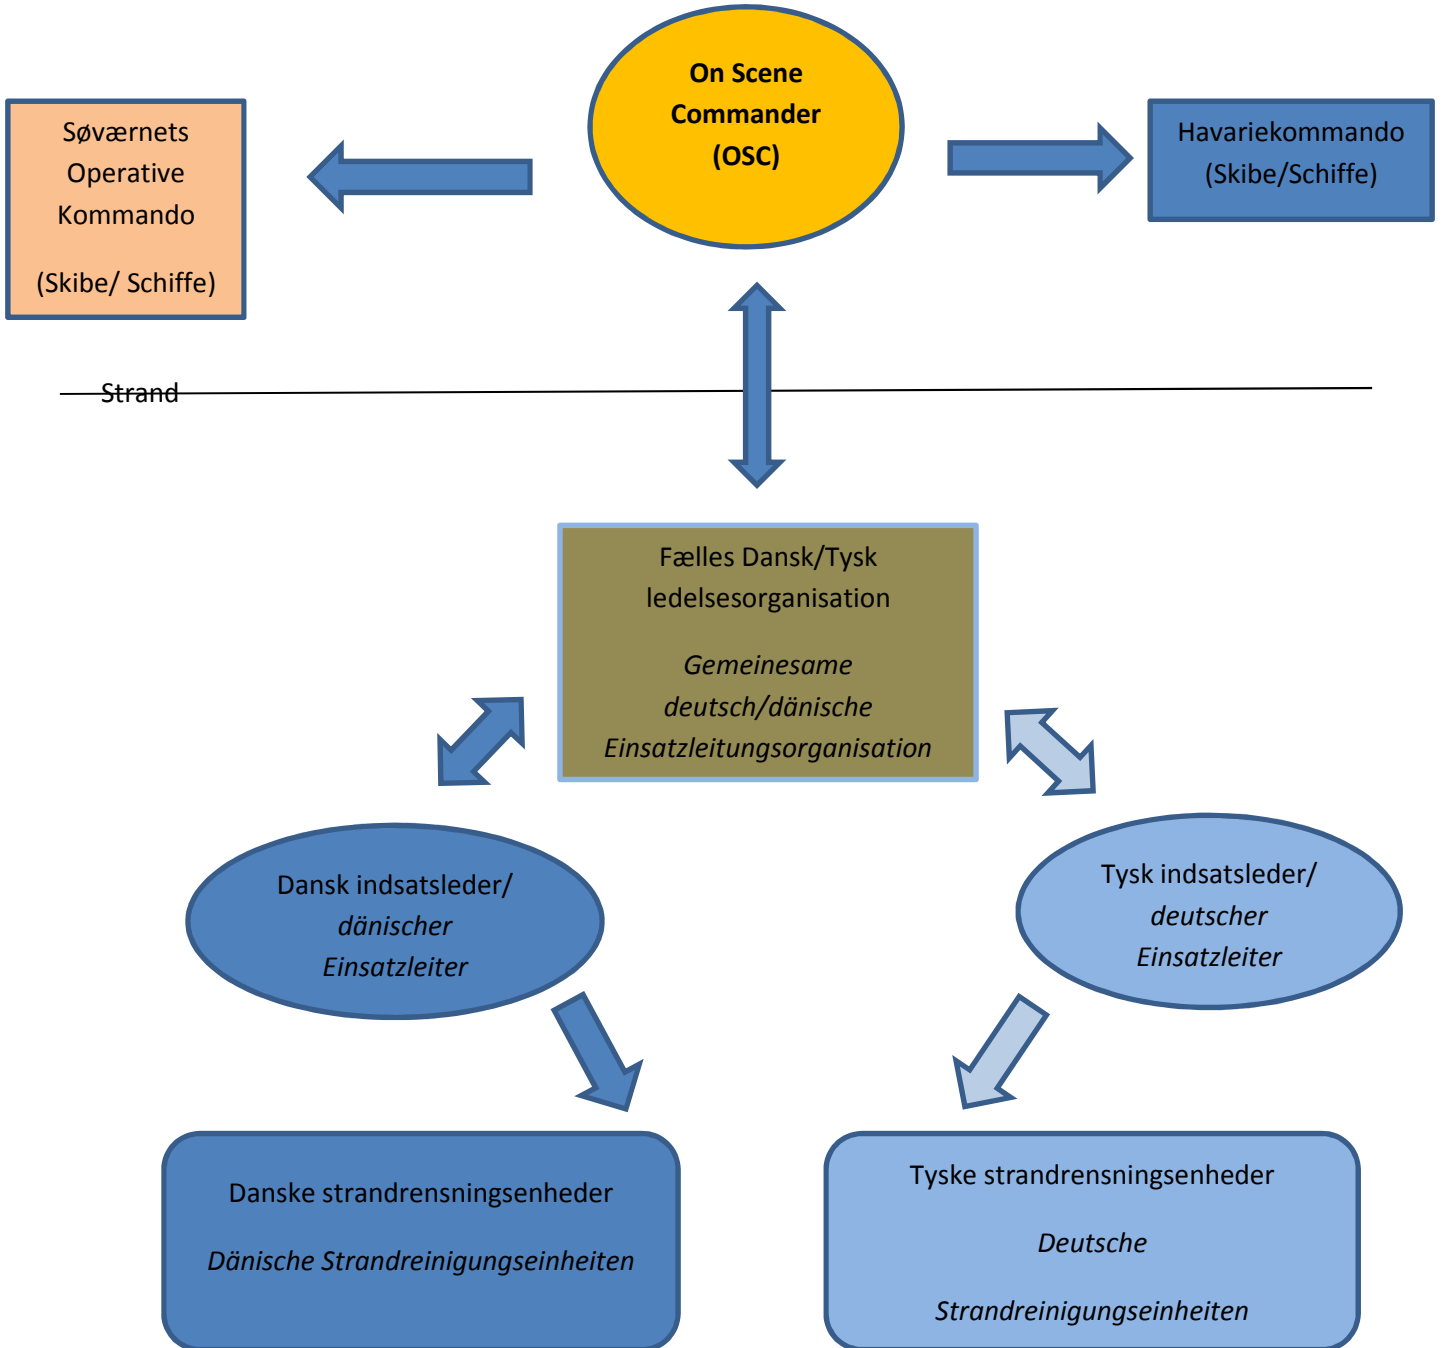 On Scene
Commander
(OSC)
Søværnets
Operative
Kommando
(Skibe/ Schiffe)
Havariekommando
(Skibe/Schiffe)
Strand
Fælles Dansk/Tysk
ledelsesorganisation
Gemeinesame
deutsch/dänische
Einsatzleitungsorganisation
Dansk indsatsleder/
dänischer
Einsatzleiter
Tysk indsatsleder/
deutscher
Einsatzleiter
Danske strandrensningsenheder
Dänische Strandreinigungseinheiten
Tyske strandrensningsenheder
Deutsche
Strandreinigungseinheiten